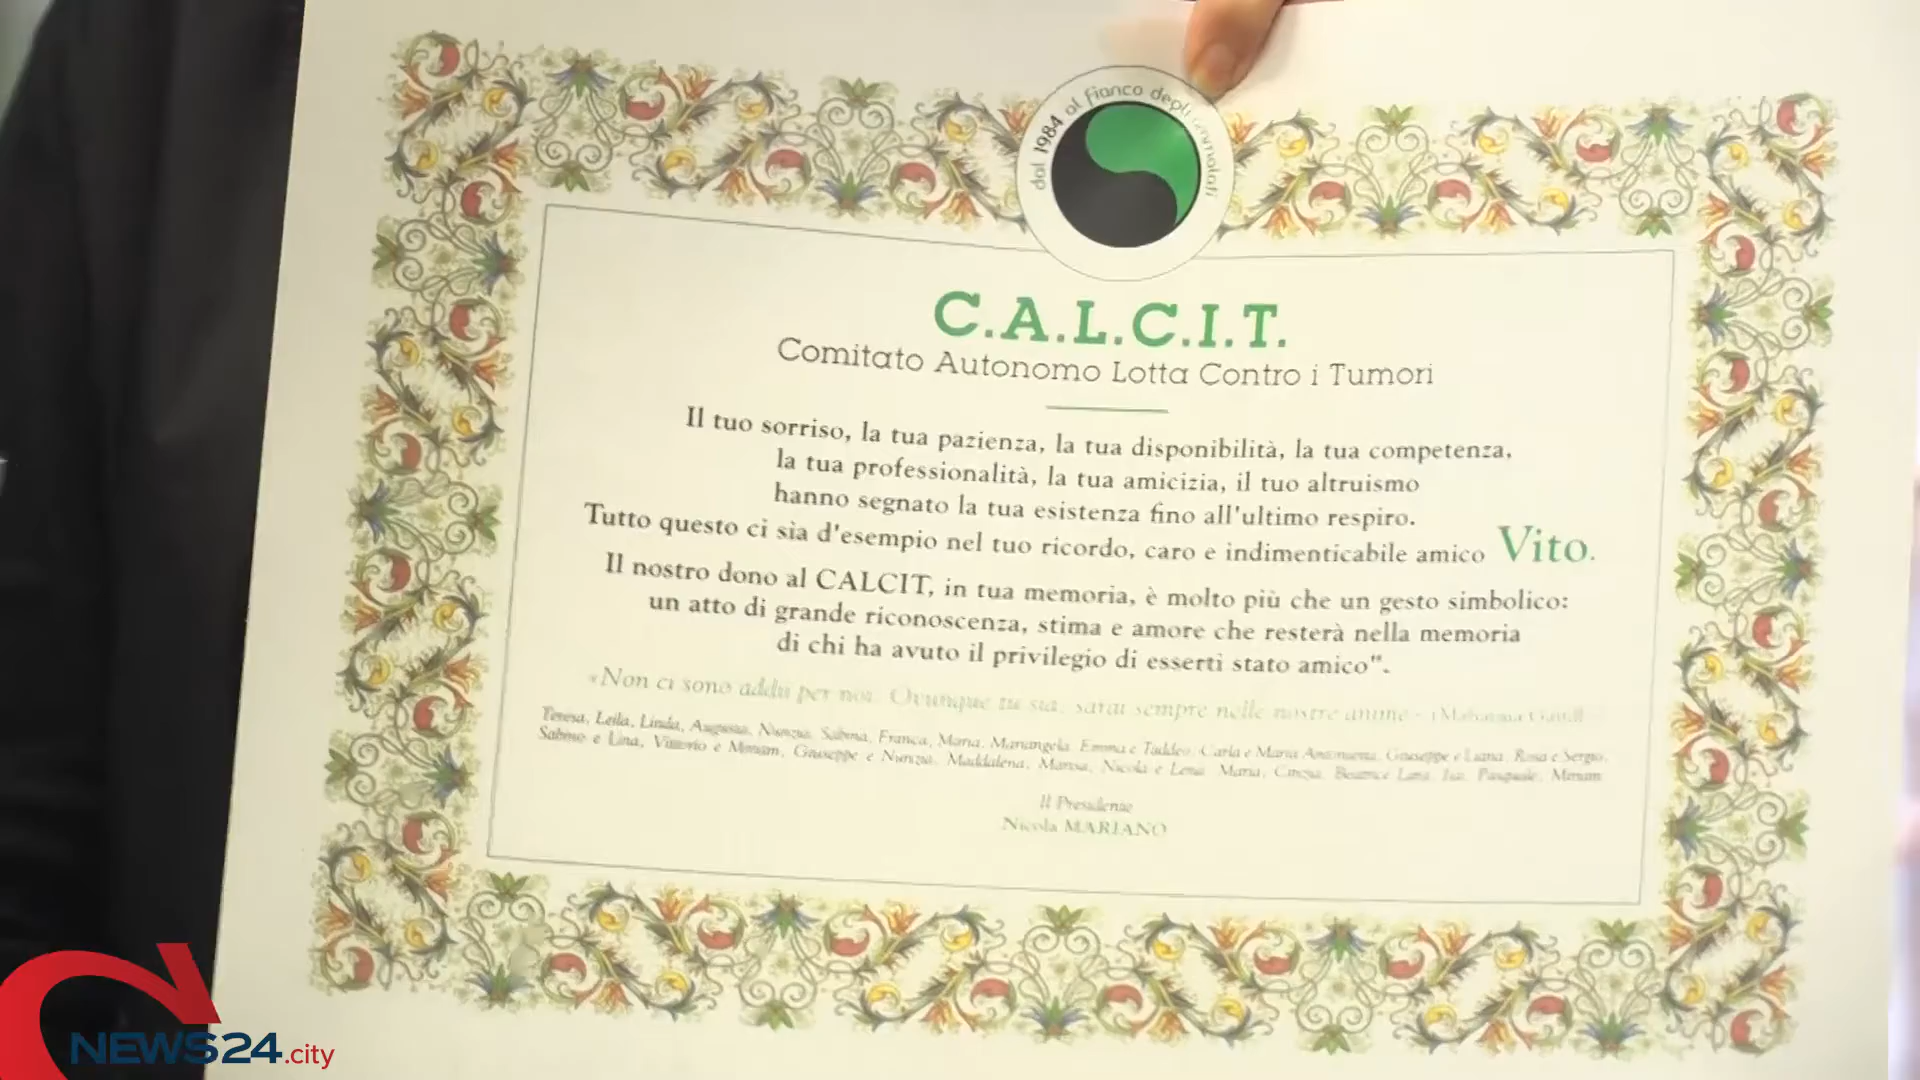 dal 1984 al fianco degli ammalati
C.A.L.C.I.T.
Comitato Autonomo Lotta Contro i Tumori
Il tuo sorriso, la tua pazienza, la tua disponibilità, la tua competenza,
la tua professionalità, la tua amicizia, il tuo altruismo
hanno segnato la tua esistenza fino all'ultimo respiro.
Tutto questo ci sia d'esempio nel tuo ricordo, caro e indimenticabile amico Vito.
Il nostro dono al CALCIT, in tua memoria, è molto più che un gesto simbolico:
un atto di grande riconoscenza, stima e amore che resterà nella memoria
di chi ha avuto il privilegio di esserti stato amico".
«Non ci sono addii per noi. Ovunque tu sia, sarai sempre nelle nostre anime
Teresa, Leila, Linda, Augusta, Nunzia, Sabina, Franca, Maria, Mariangela, Emma e Taddeo, Carla e Maria Antonietta, Giuseppe e Liana, Rosa e Sergio,
Sabino e Lina, Vittorio e Miriam, Giuseppe e Nunzia, Maddalena, Marisa, Nicola e Lena, Maria, Cinzia, Pasquale, Miriam
Il Presidente
Nicola MARIANO
NEWS24.city